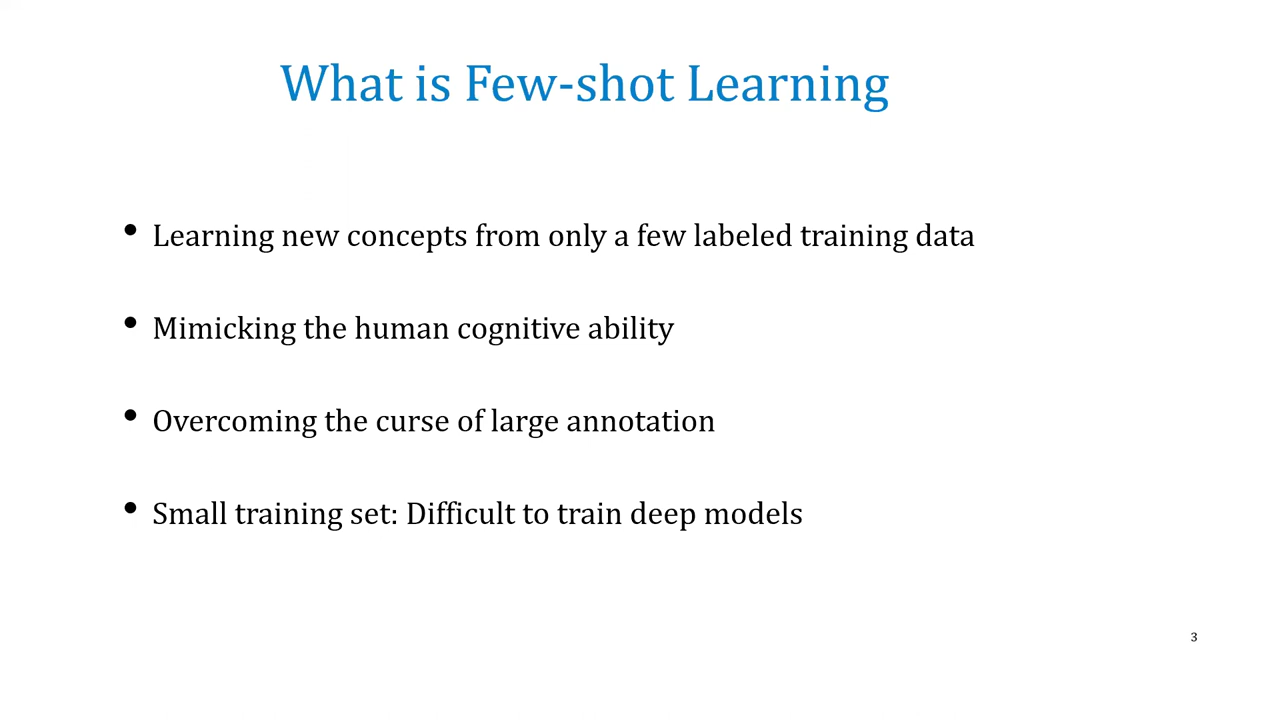 What is Few-shot Learning
• Learning new concepts from only a few labeled training data
• Mimicking the human cognitive ability
• Overcoming the curse of large annotation
• Small training set: Difficult to train deep models
3